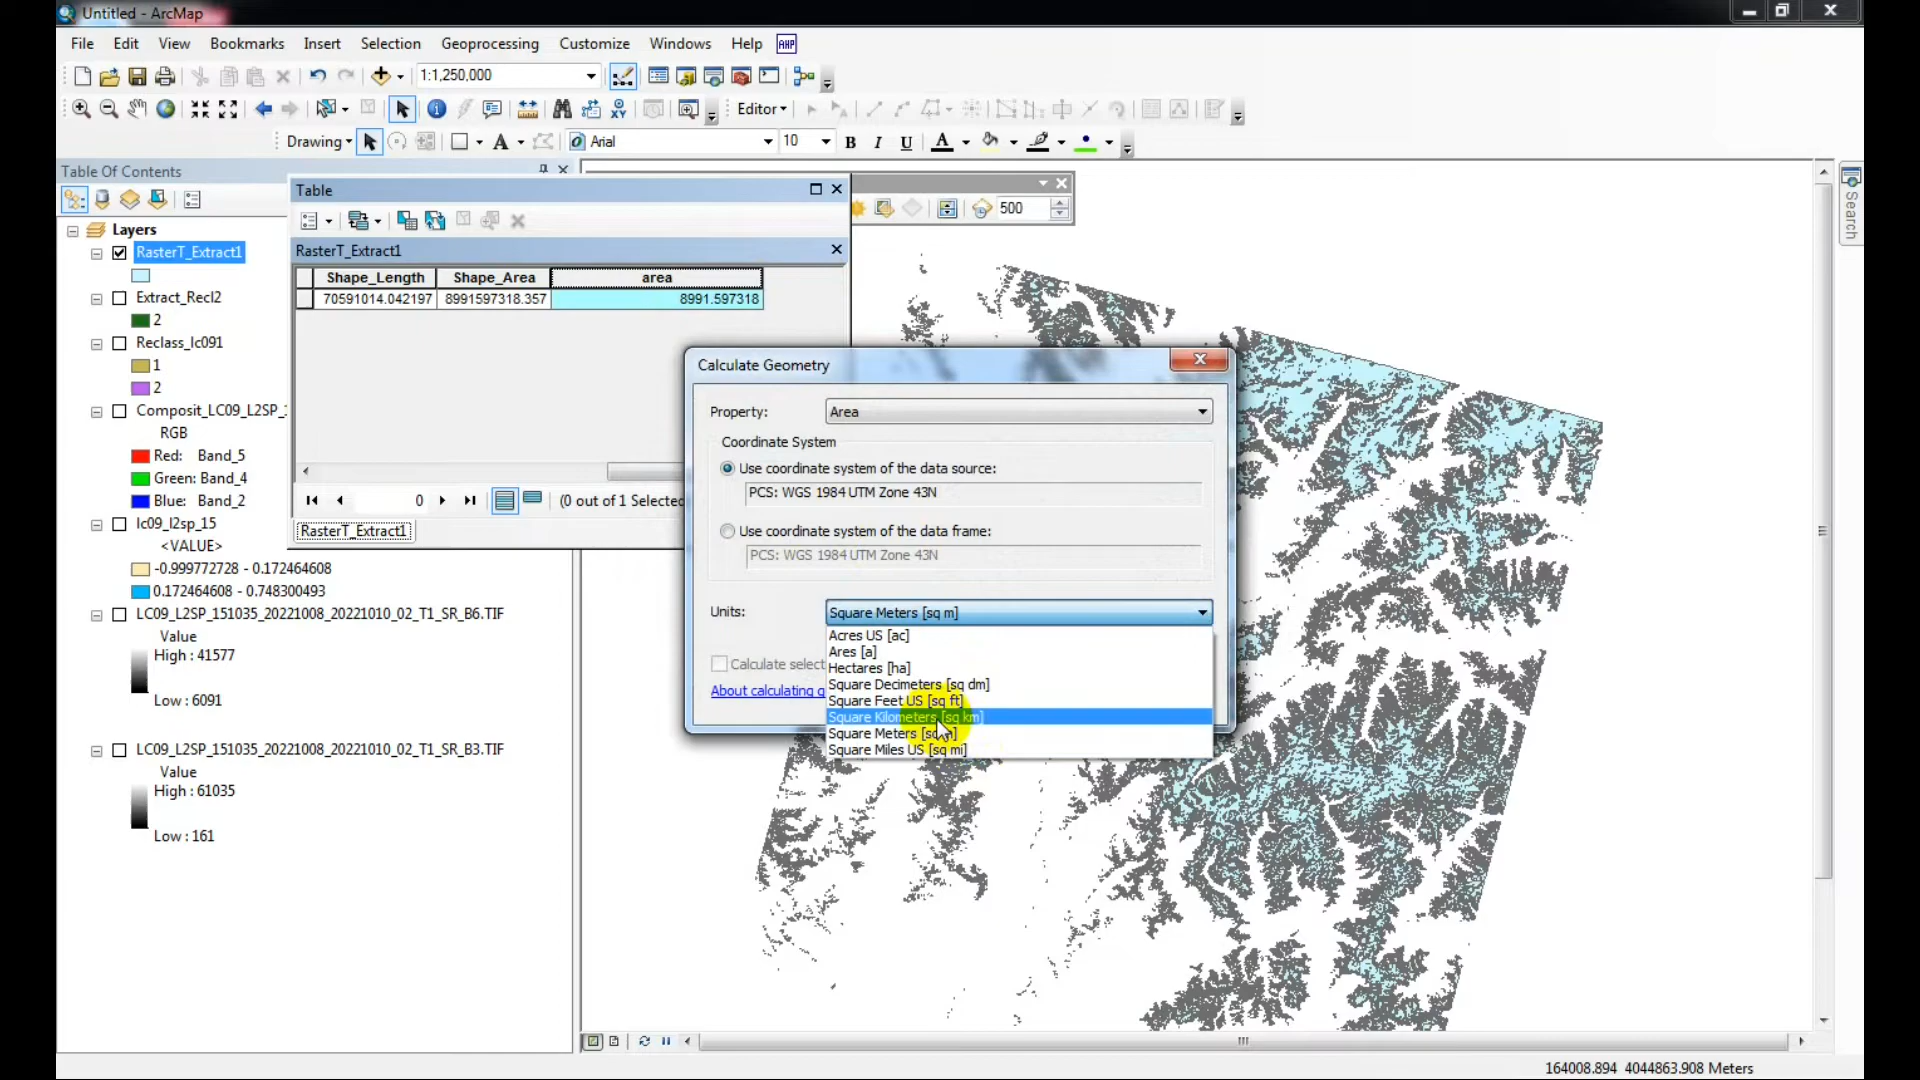 Untitled - ArcMap
File Edit View Bookmarks Insert Selection Geoprocessing Customize Windows Help AHP
1:1,250,000
Editor
Drawing Arial 10 B I U A
Table Of Contents
Layers
RasterT_Extract1
Extract_Recl2
2
Reclass_lc091
1
2
Composit_LC09_L2SP_
RGB
Red: Band_5
Green: Band_4
Blue: Band_2
lc09_l2sp_15
<VALUE>
-0.999772728 - 0.172464608
0.172464608 - 0.748300493
LC09_L2SP_151035_20221008_20221010_02_T1_SR_B6.TIF
Value
High : 41577
Low : 6091
LC09_L2SP_151035_20221008_20221010_02_T1_SR_B3.TIF
Value
High : 61035
Low : 161
Table
RasterT_Extract1
Shape_Length Shape_Area area
70591014.042197 8991597318.357 8991.597318
0 (0 out of 1 Selected
RasterT_Extract1
500
Search
Calculate Geometry
Property: Area
Coordinate System
Use coordinate system of the data source:
PCS: WGS 1984 UTM Zone 43N
Use coordinate system of the data frame:
PCS: WGS 1984 UTM Zone 43N
Units: Square Meters [sq m]
Acres US [ac]
Ares [a]
Hectares [ha]
Square Decimeters [sq dm]
Square Feet US [sq ft]
Square Kilometers [sq km]
Square Meters [sq m]
Square Miles US [sq mi]
Calculate select
About calculating g
164008.894 4044863.908 Meters